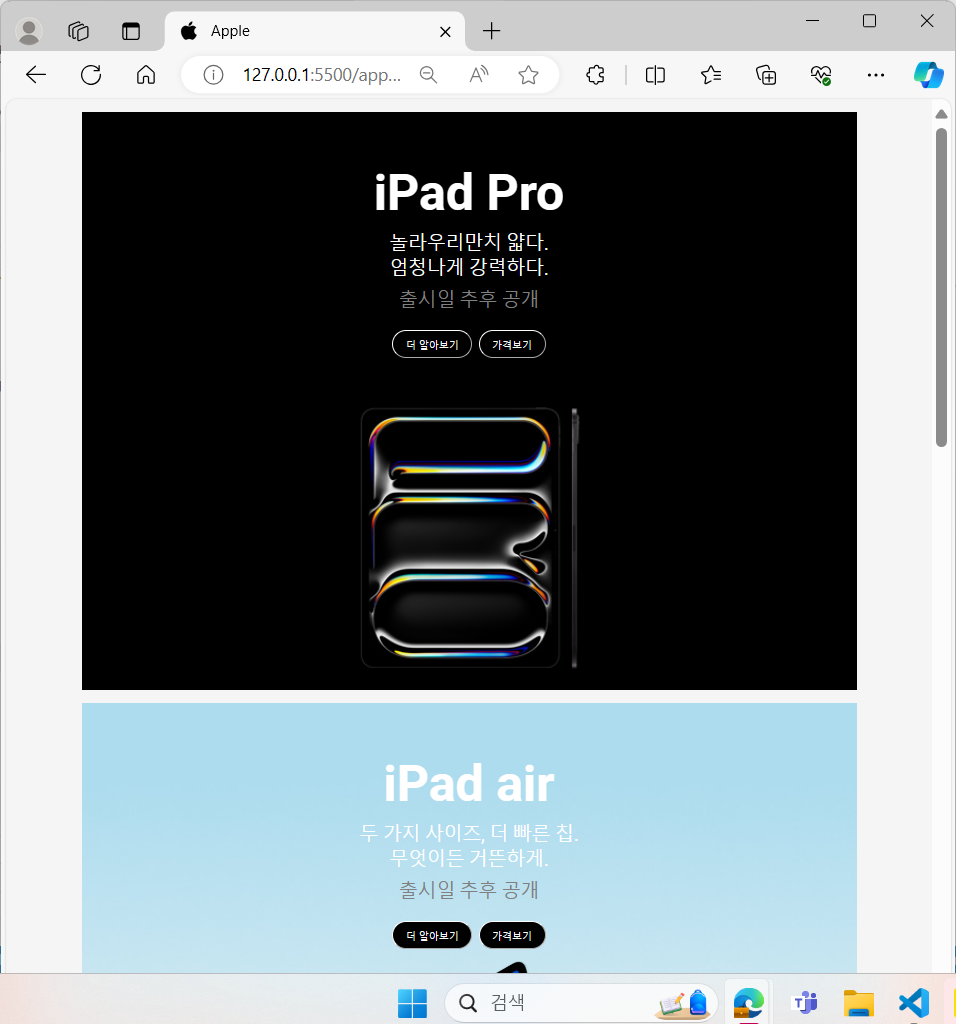 Apple
127.0.0.1:5500/app...
iPad Pro
놀라우리만치 얇다.
엄청나게 강력하다.
출시일 추후 공개
더 알아보기
가격보기
iPad air
두 가지 사이즈, 더 빠른 칩.
무엇이든 거뜬하게.
출시일 추후 공개
더 알아보기
가격보기
검색